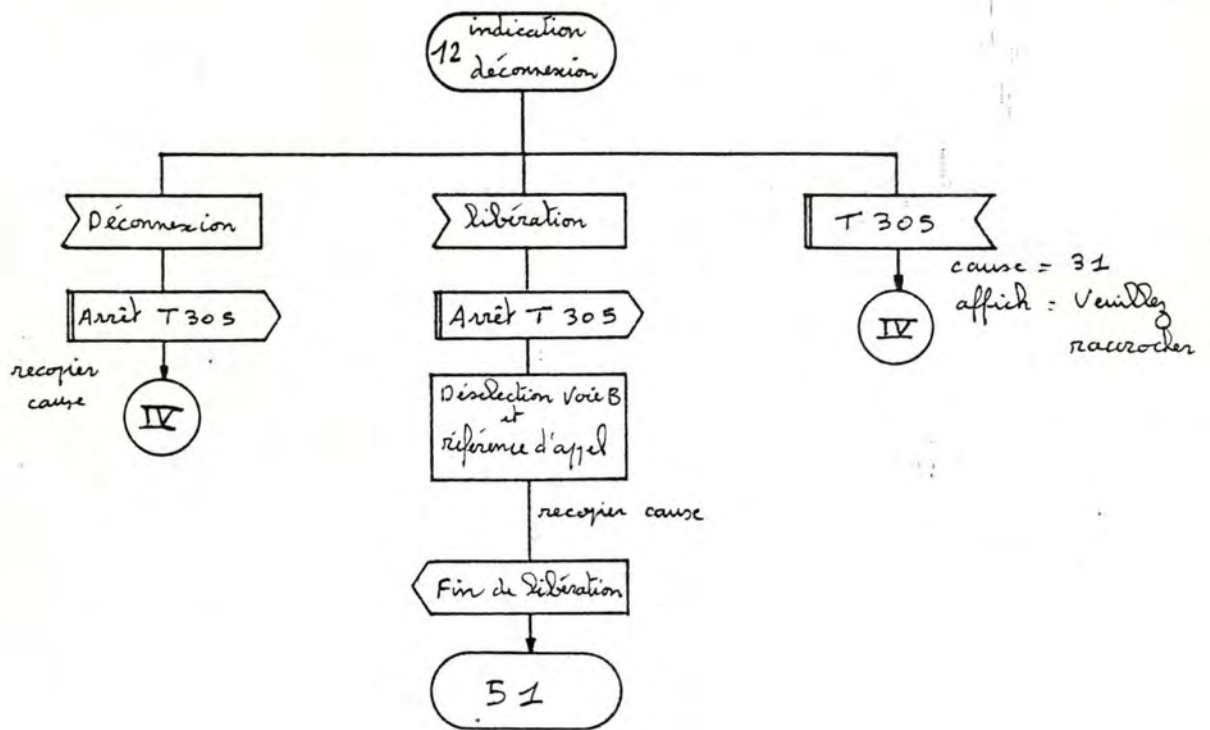 indication
12
déconnexion
Déconnexion
libération
T 305
Arrêt T 305
Arrêt T 305
cause = 31
affich = Veuillez
raccrocher
IV
recopier
cause
IV
Désélection Voie B
et
référence d'appel
recopier cause
Fin de libération
51